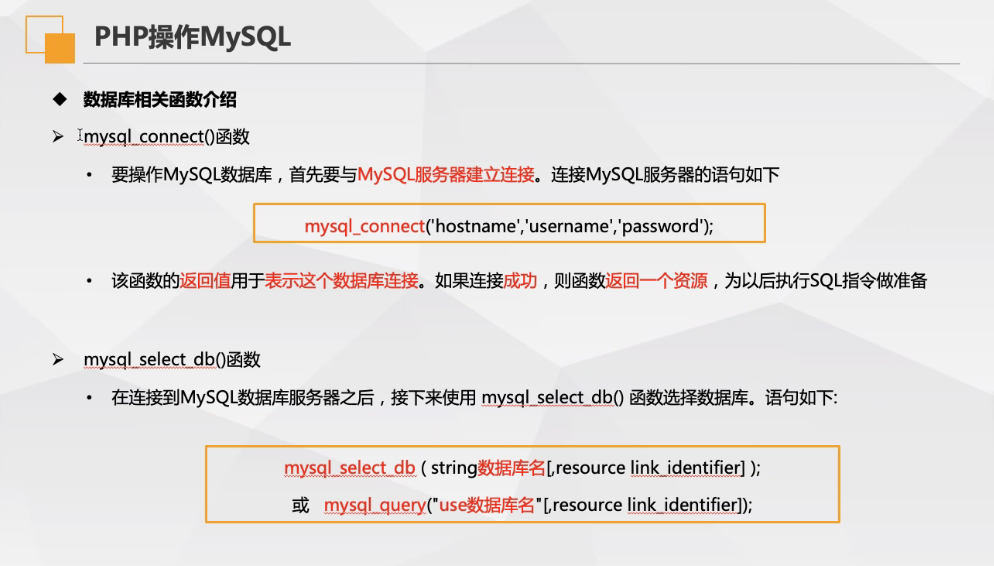 PHP操作MySQL
◆ 数据库相关函数介绍
➢ mysql_connect()函数
• 要操作MySQL数据库，首先要与MySQL服务器建立连接。连接MySQL服务器的语句如下
mysql_connect('hostname','username','password');
• 该函数的返回值用于表示这个数据库连接。如果连接成功，则函数返回一个资源，为以后执行SQL指令做准备
➢ mysql_select_db()函数
• 在连接到MySQL数据库服务器之后，接下来使用 mysql_select_db() 函数选择数据库。语句如下:
mysql_select_db ( string数据库名[,resource link_identifier] );
或 mysql_query("use数据库名"[,resource link_identifier]);